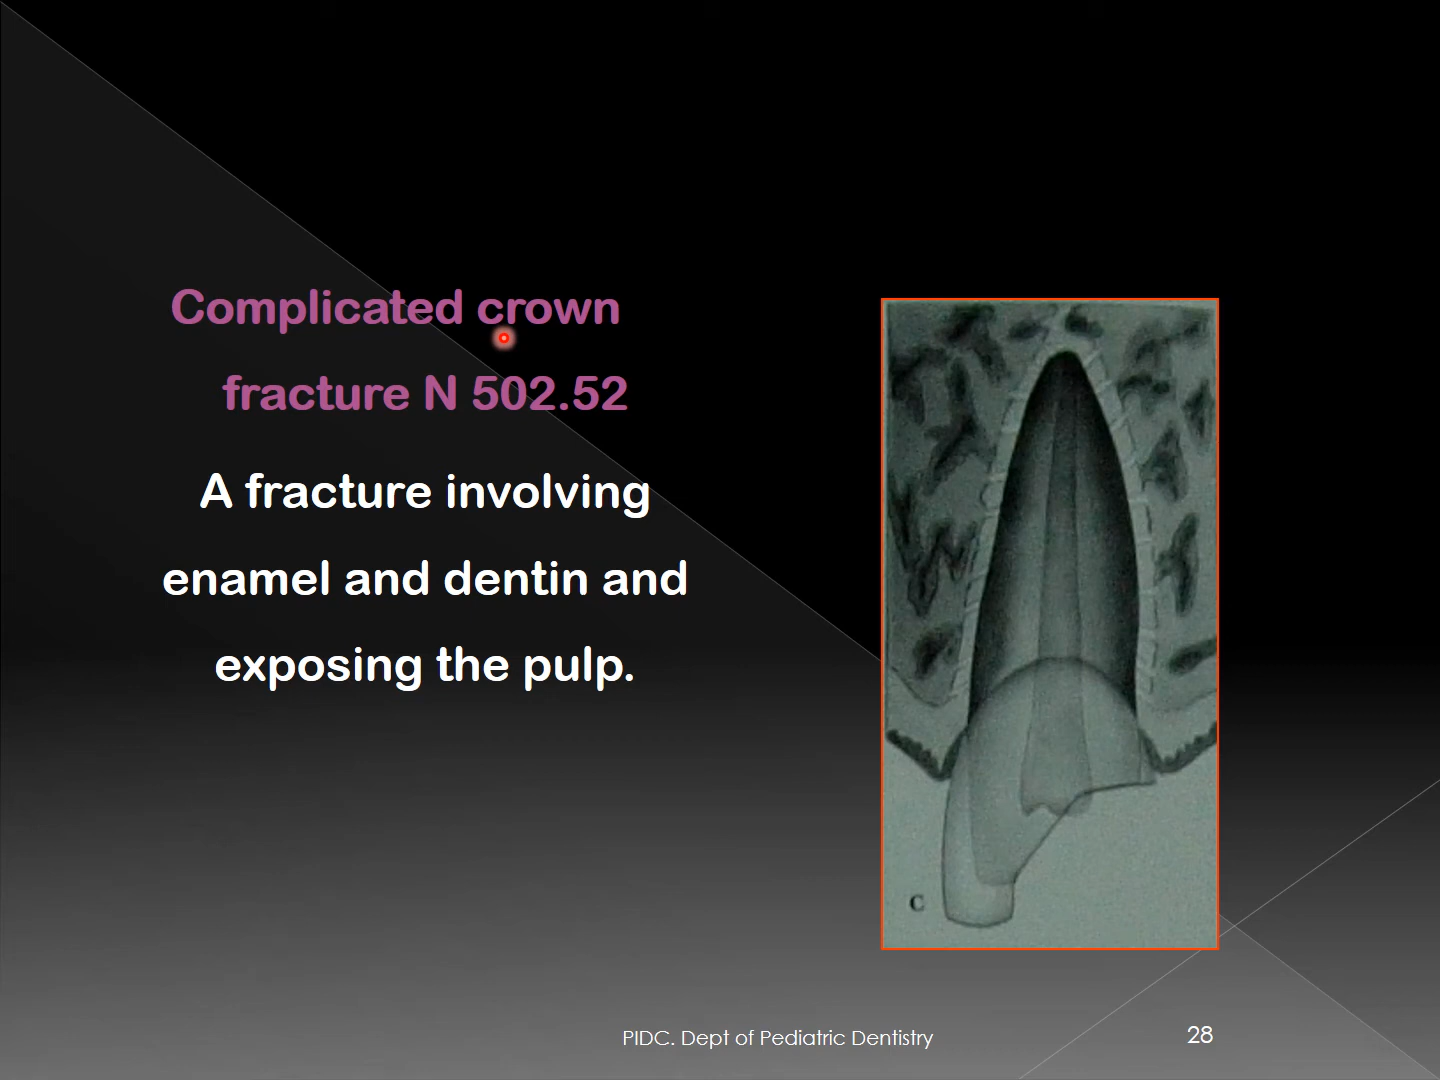 Complicated crown
fracture N 502.52
A fracture involving
enamel and dentin and
exposing the pulp.
C
PIDC. Dept of Pediatric Dentistry
28